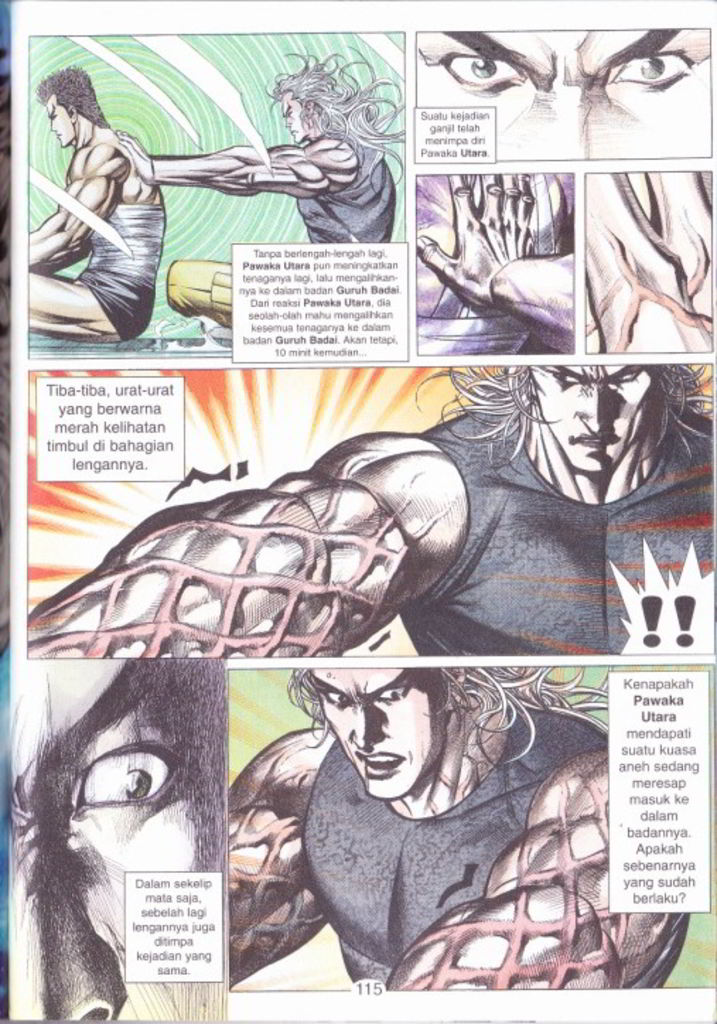 Tanpa berlengah-lengah lagi,
Pawaka Utara pun meningkatkan
tenaganya lagi, lalu mengalihkan-
nya ke dalam badan Guruh Badai.
Dari reaksi Pawaka Utara, dia
seolah-olah mahu mengalihkan
kesemua tenaganya ke dalam
badan Guruh Badai. Akan tetapi,
10 minit kemudian...
Suatu kejadian
ganjil telah
menimpa diri
Pawaka Utara.
Tiba-tiba, urat-urat
yang berwarna
merah kelihatan
timbul di bahagian
lengannya.
!!
Dalam sekelip
mata saja,
sebelah lagi
lengannya juga
ditimpa
kejadian yang
sama.
Kenapakah
Pawaka
Utara
mendapati
suatu kuasa
aneh sedang
meresap
masuk ke
dalam
badannya.
Apakah
sebenarnya
yang sudah
berlaku?
115